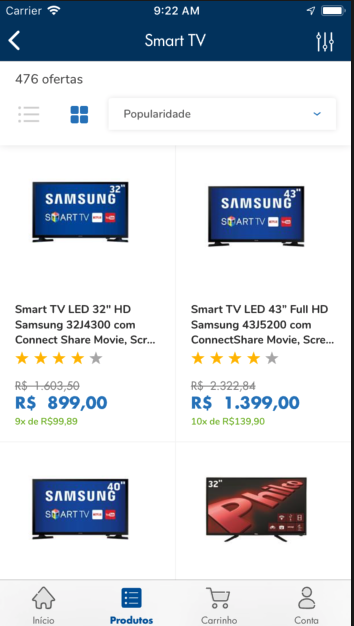 Carrier 9:22 AM
Smart TV
476 ofertas
Popularidade
32"
SAMSUNG
SMART TV
43"
SAMSUNG
SMART TV
Smart TV LED 32" HD
Samsung 32J4300 com
Connect Share Movie, Scr...
Smart TV LED 43" Full HD
Samsung 43J5200 com
ConnectShare Movie, Scree...
R$ 1.603,50
R$ 899,00
9x de R$99,89
R$ 2.322,84
R$ 1.399,00
10x de R$139,90
40"
SAMSUNG
SMART TV
32"
Philco
Início
Produtos
Carrinho
Conta